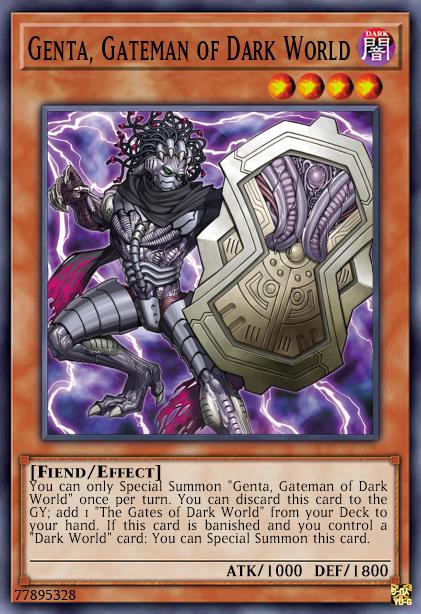 GENTA, GATEMAN OF DARK WORLD
DARK
闇
[FIEND/EFFECT]
You can only Special Summon "Genta, Gateman of Dark
World" once per turn. You can discard this card to the
GY; add 1 "The Gates of Dark World" from your Deck to
your hand. If this card is banished and you control a
"Dark World" card: You can Special Summon this card.
ATK/1000 DEF/1800
77895328